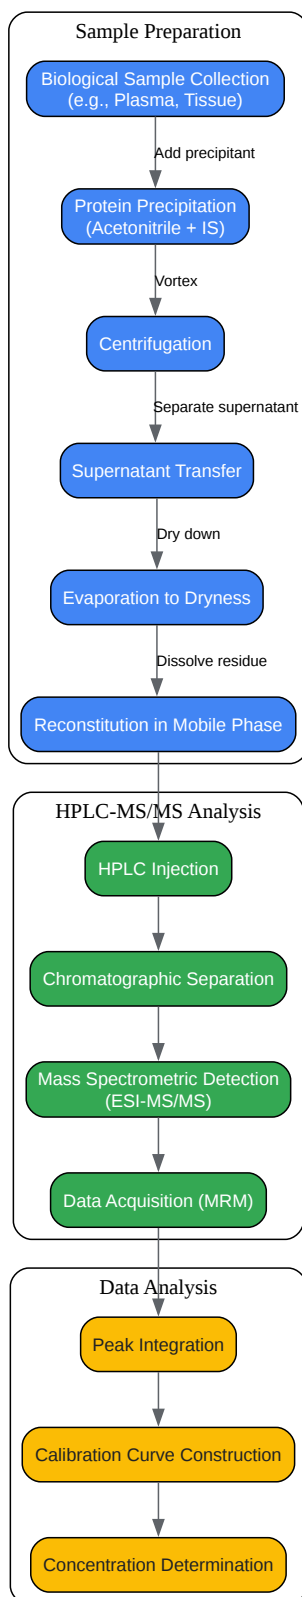 Sample Preparation
Biological Sample Collection
(e.g., Plasma, Tissue)
Add precipitant
Protein Precipitation
(Acetonitrile + IS)
Vortex
Centrifugation
Separate supernatant
Supernatant Transfer
Dry down
Evaporation to Dryness
Dissolve residue
Reconstitution in Mobile Phase
HPLC-MS/MS Analysis
HPLC Injection
Chromatographic Separation
Mass Spectrometric Detection
(ESI-MS/MS)
Data Acquisition (MRM)
Data Analysis
Peak Integration
Calibration Curve Construction
Concentration Determination